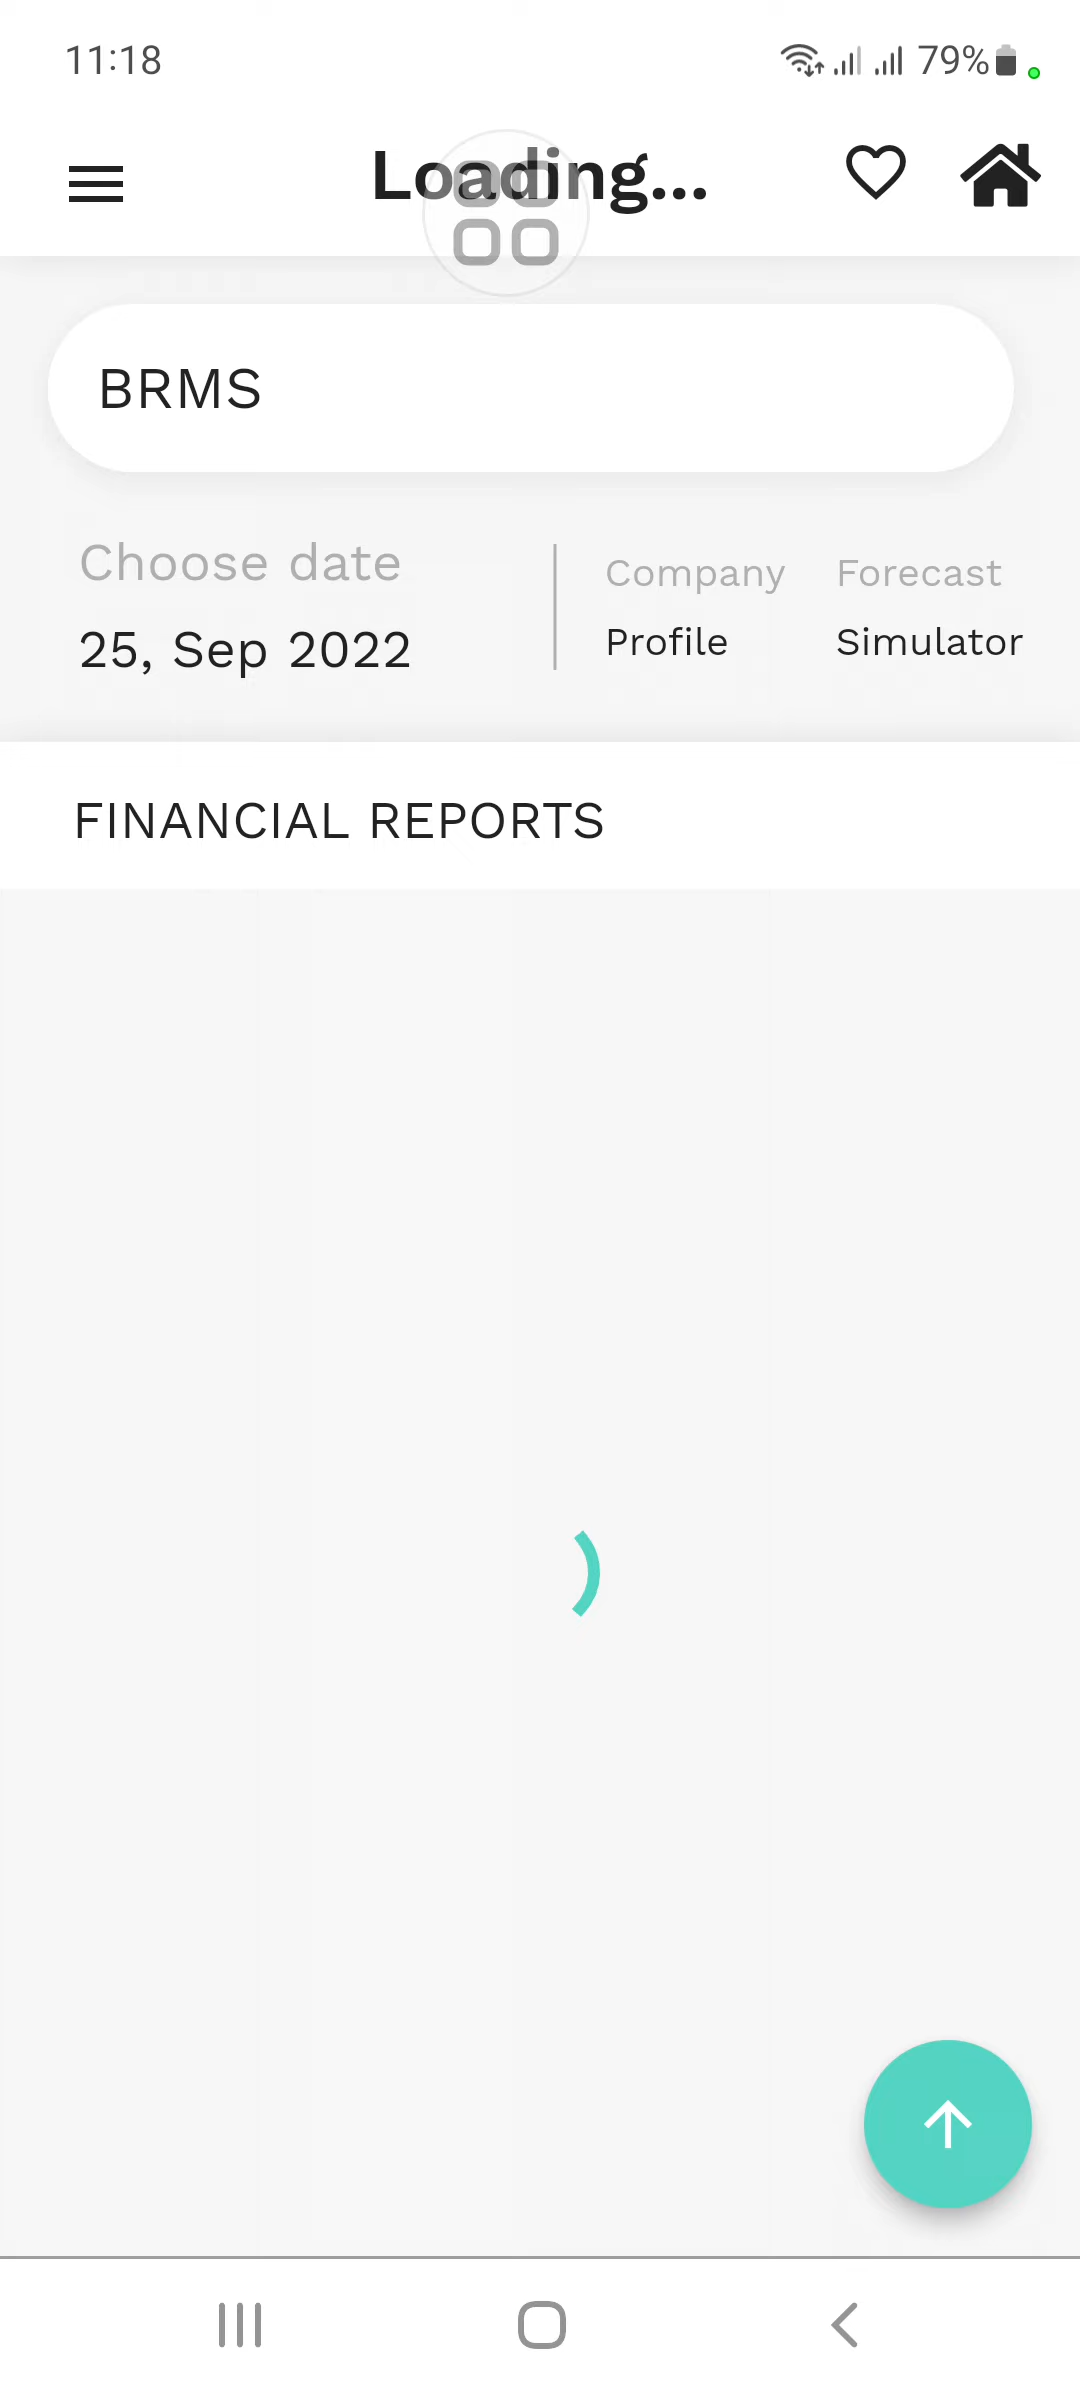 11:18
79%
Loading...
BRMS
Choose date
25, Sep 2022
Company
Profile
Forecast
Simulator
FINANCIAL REPORTS